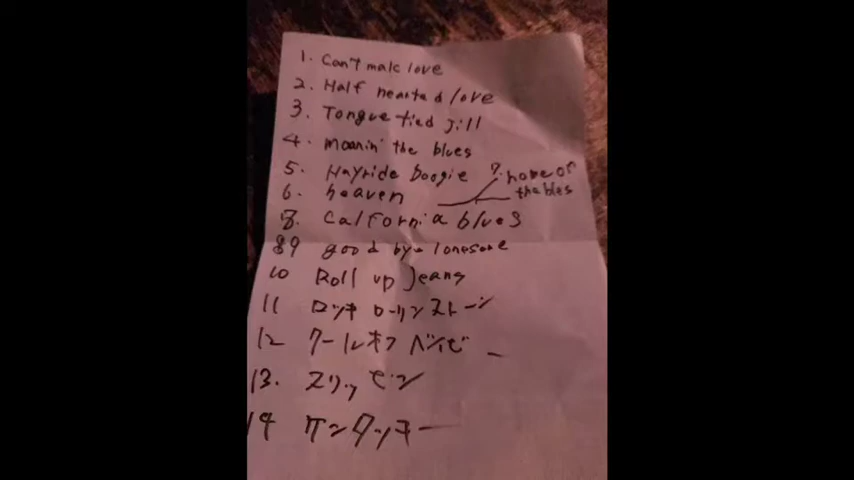 1. Can't make love
2. Half hearted love
3. Tongue tied Jill
4. moanin' the blues
5. Hayride boogie
6. heaven
7. home of the blues
8. California blues
89 good bye lonesome
10 Roll up Jeans
11 ロッキ ローリンストーン
12 クールオフ ベイビー
13. スリッピン
14 ケンタッキー